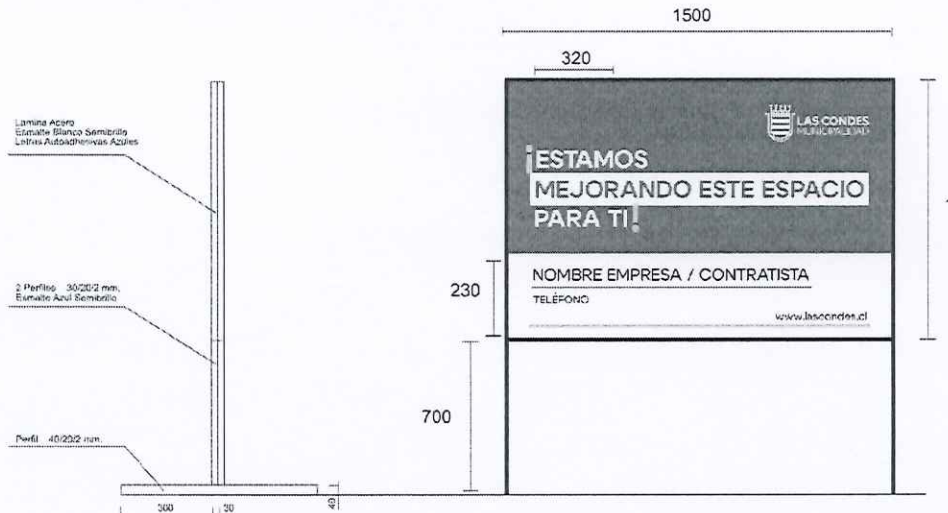 1500
320
Lamina Acero
Esmalte Blanco Semibrillo
Letras Autoadhesivas Azules
LAS CONDES
MUNICIPALIDAD
¡ESTAMOS
MEJORANDO ESTE ESPACIO
PARA TI!
2 Perfiles 30/20/2 mm.
Esmalte Azul Semibrillo
230
NOMBRE EMPRESA / CONTRATISTA
TELÉFONO
www.lascondes.cl
700
Perfil 40/20/2 mm.
300
30
40